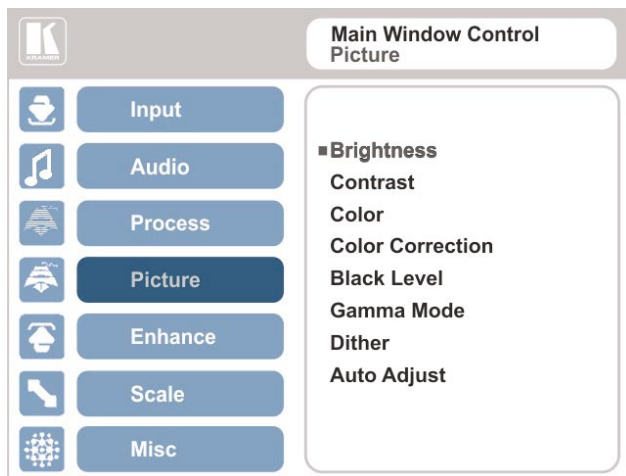 KRAMER
Main Window Control
Picture
Input
Audio
Process
Picture
Enhance
Scale
Misc
Brightness
Contrast
Color
Color Correction
Black Level
Gamma Mode
Dither
Auto Adjust